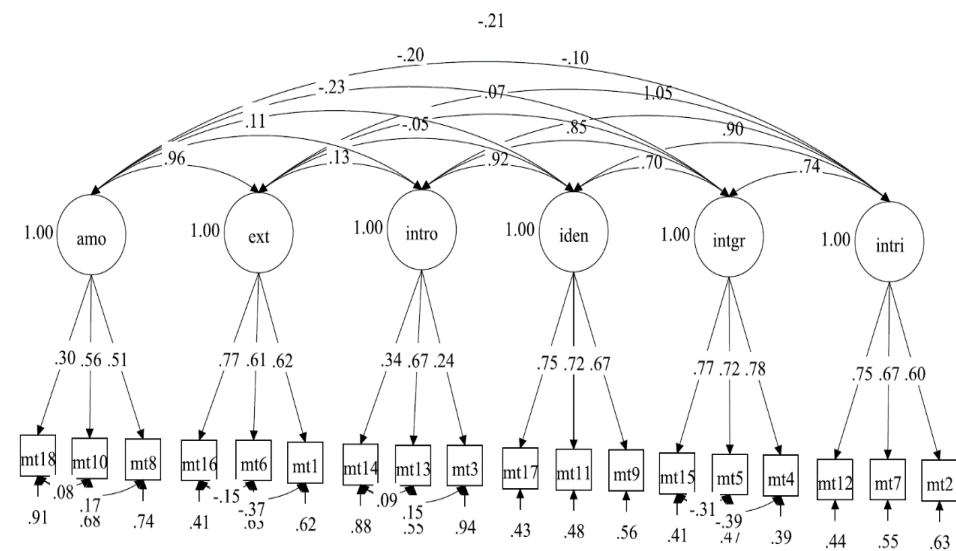 -.21
-.20 -.10
-.23 .07 1.05
.11 -.05 .85 .90
.96 .13 .92 .70 .74
1.00 amo 1.00 ext 1.00 intro 1.00 iden 1.00 intgr 1.00 intri
.30 .56 .51 .77 .61 .62 .34 .67 .24 .75 .72 .67 .77 .72 .78 .75 .67 .60
mt18 mt10 mt8 mt16 mt6 mt1 mt14 mt13 mt3 mt17 mt11 mt9 mt15 mt5 mt4 mt12 mt7 mt2
.08 .17 -.15 -.37 .09 .15 -.31 -.39
.91 .68 .74 .41 .63 .62 .88 .55 .94 .43 .48 .56 .41 .47 .39 .44 .55 .63